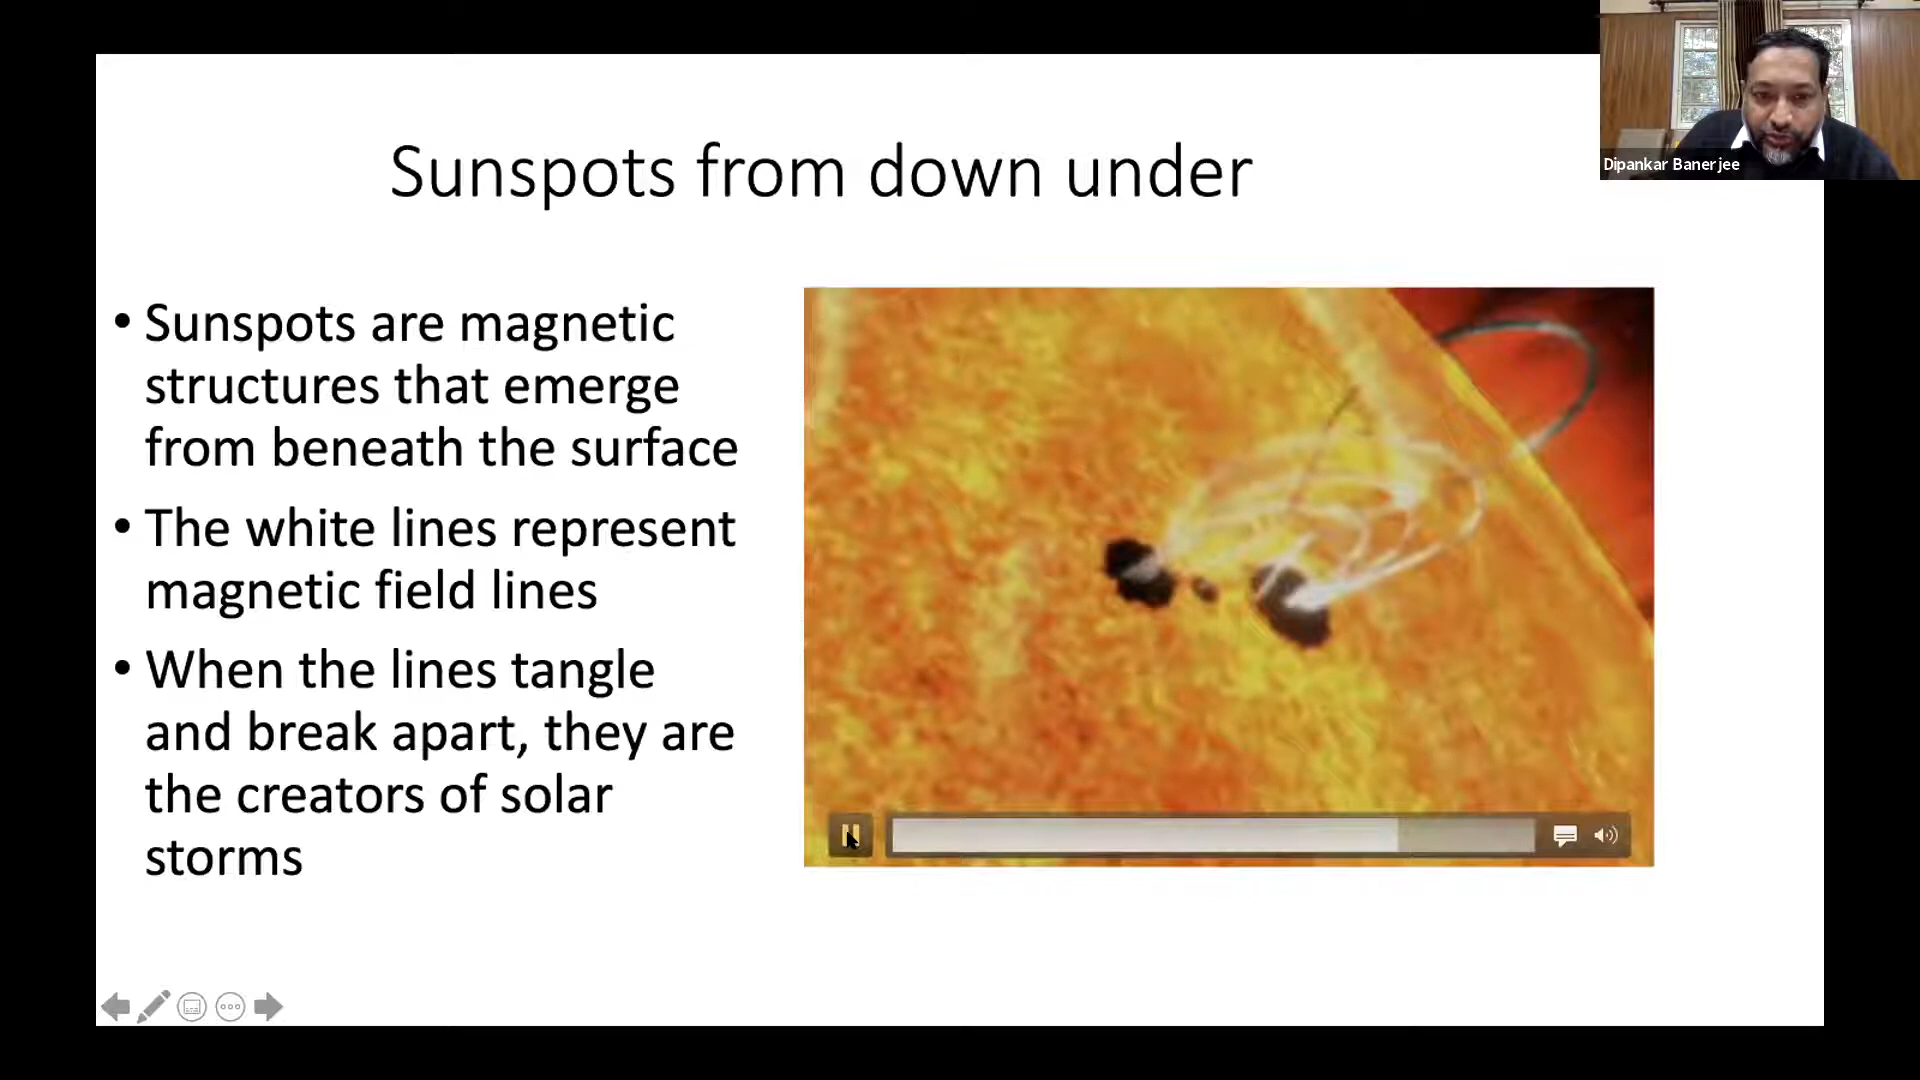 Sunspots from down under
• Sunspots are magnetic
structures that emerge
from beneath the surface
• The white lines represent
magnetic field lines
• When the lines tangle
and break apart, they are
the creators of solar
storms
Dipankar Banerjee